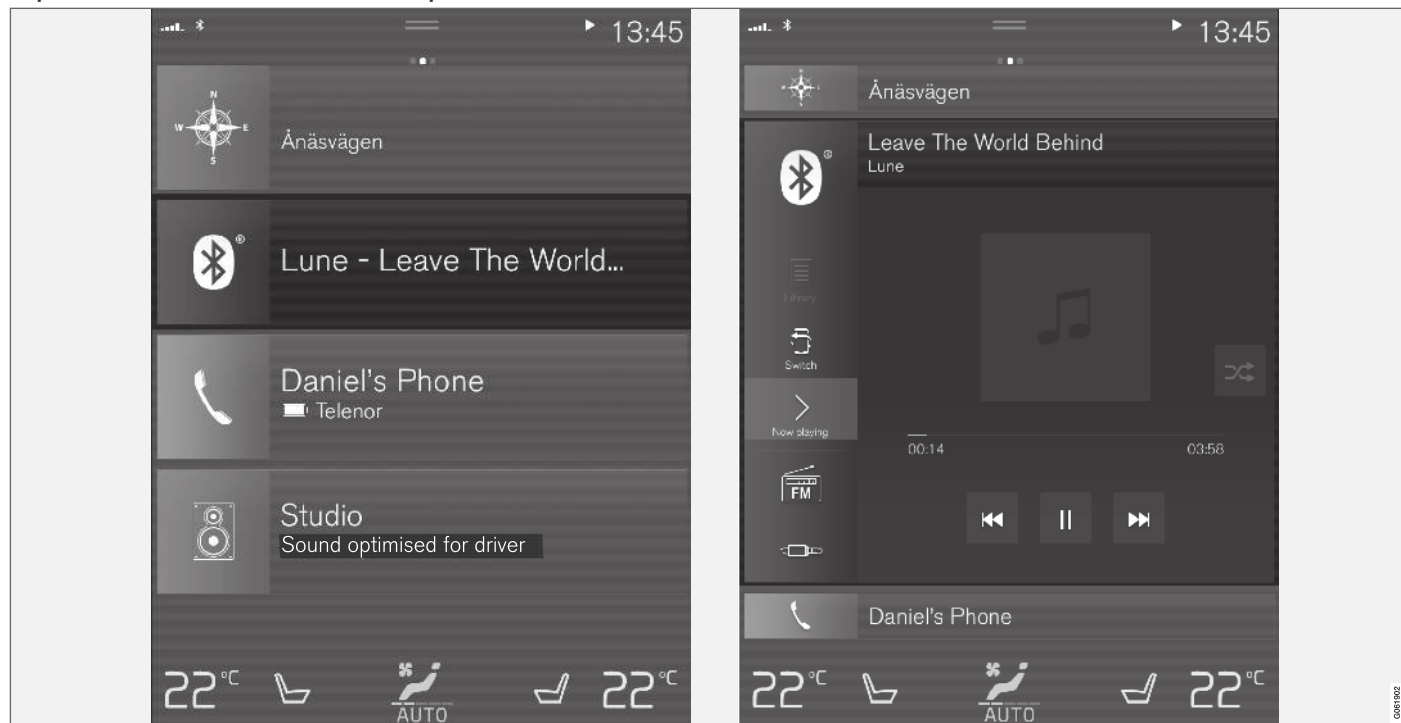 13:45
N
W E
S
Ånäsvägen
®
Lune - Leave The World...
Daniel's Phone
Telenor
Studio
Sound optimised for driver
22°C
AUTO
22°C
13:45
Ånäsvägen
®
Leave The World Behind
Lune
Library
Switch
Now playing
00:14
03:58
FM
Daniel's Phone
22°C
AUTO
22°C
G061902